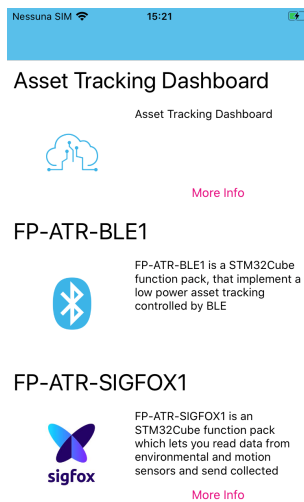 Nessuna SIM 15:21
Asset Tracking Dashboard
Asset Tracking Dashboard
More Info
FP-ATR-BLE1
FP-ATR-BLE1 is a STM32Cube
function pack, that implement a
low power asset tracking
controlled by BLE
FP-ATR-SIGFOX1
FP-ATR-SIGFOX1 is an
STM32Cube function pack
which lets you read data from
environmental and motion
sensors and send collected
sigfox
More Info